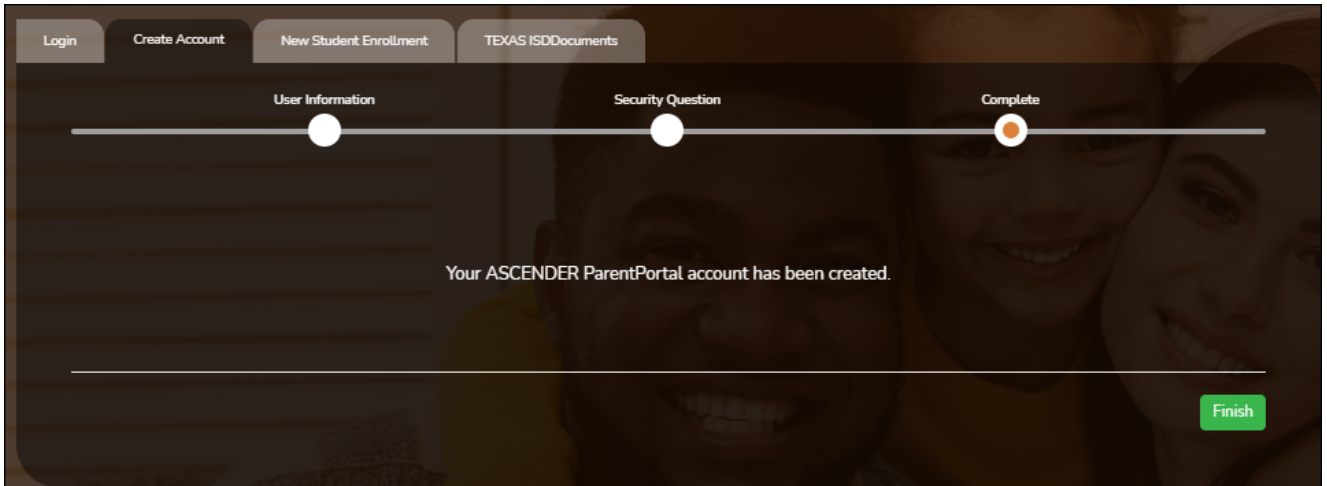 Login Create Account New Student Enrollment TEXAS ISDDocuments
User Information Security Question Complete
Your ASCENDER ParentPortal account has been created.
Finish